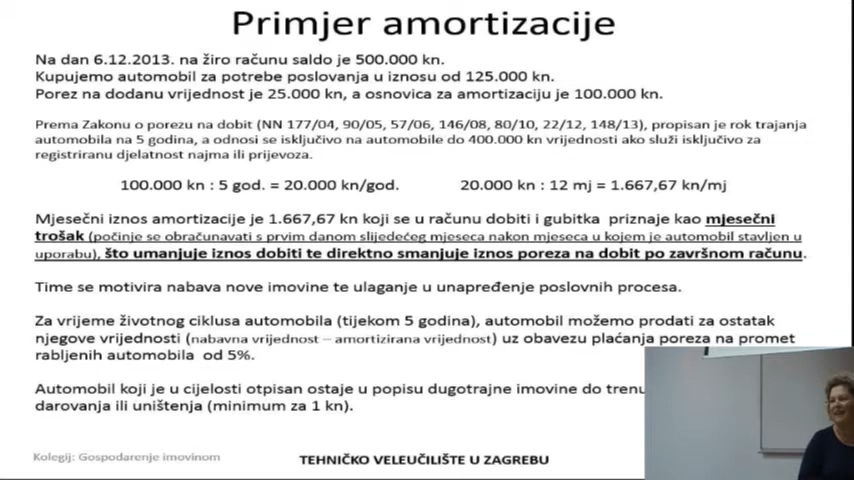 Primjer amortizacije
Na dan 6.12.2013. na žiro računu saldo je 500.000 kn.
Kupujemo automobil za potrebe poslovanja u iznosu od 125.000 kn.
Porez na dodanu vrijednost je 25.000 kn, a osnovica za amortizaciju je 100.000 kn.
Prema Zakonu o porezu na dobit (NN 177/04, 90/05, 57/06, 146/08, 80/10, 22/12, 148/13), propisan je rok trajanja
automobila na 5 godina, a odnosi se isključivo na automobile do 400.000 kn vrijednosti ako služi isključivo za
registriranu djelatnost najma ili prijevoza.
100.000 kn : 5 god. = 20.000 kn/god. 20.000 kn : 12 mj = 1.667,67 kn/mj
Mjesečni iznos amortizacije je 1.667,67 kn koji se u računu dobiti i gubitka priznaje kao mjesečni
trošak (počinje se obračunavati s prvim danom slijedećeg mjeseca nakon mjeseca u kojem je automobil stavljen u
uporabu), što umanjuje iznos dobiti te direktno smanjuje iznos poreza na dobit po završnom računu.
Time se motivira nabava nove imovine te ulaganje u unapređenje poslovnih procesa.
Za vrijeme životnog ciklusa automobila (tijekom 5 godina), automobil možemo prodati za ostatak
njegove vrijednosti (nabavna vrijednost – amortizirana vrijednost) uz obavezu plaćanja poreza na promet
rabljenih automobila od 5%.
Automobil koji je u cijelosti otpisan ostaje u popisu dugotrajne imovine do trenu
darovanja ili uništenja (minimum za 1 kn).
Kolegij: Gospodarenje imovinom
TEHNIČKO VELEUČILIŠTE U ZAGREBU